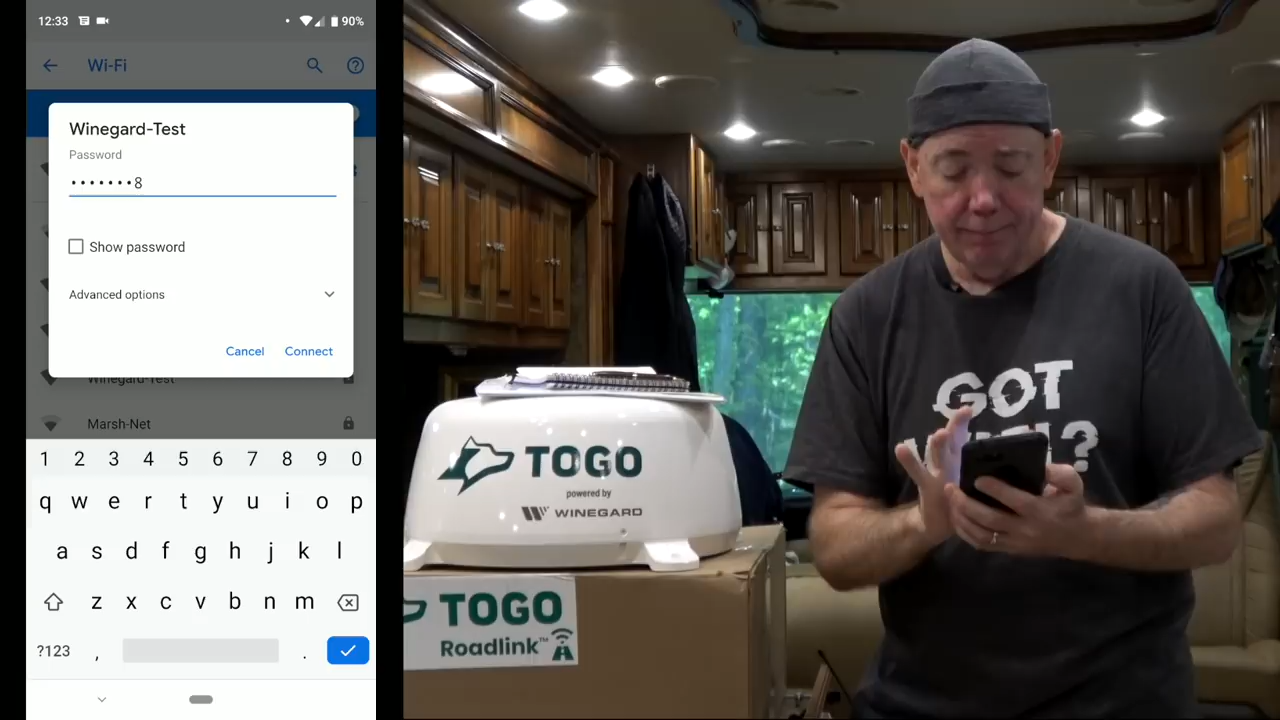 12:33
90%
Wi-Fi
Winegard-Test
Password
•••••••8
Show password
Advanced options
Cancel
Connect
Winegard-Test
Marsh-Net
1 2 3 4 5 6 7 8 9 0
q w e r t y u i o p
a s d f g h j k l
z x c v b n m
?123 , .
TOGO
powered by
WINEGARD
TOGO
Roadlink™
GOT
?